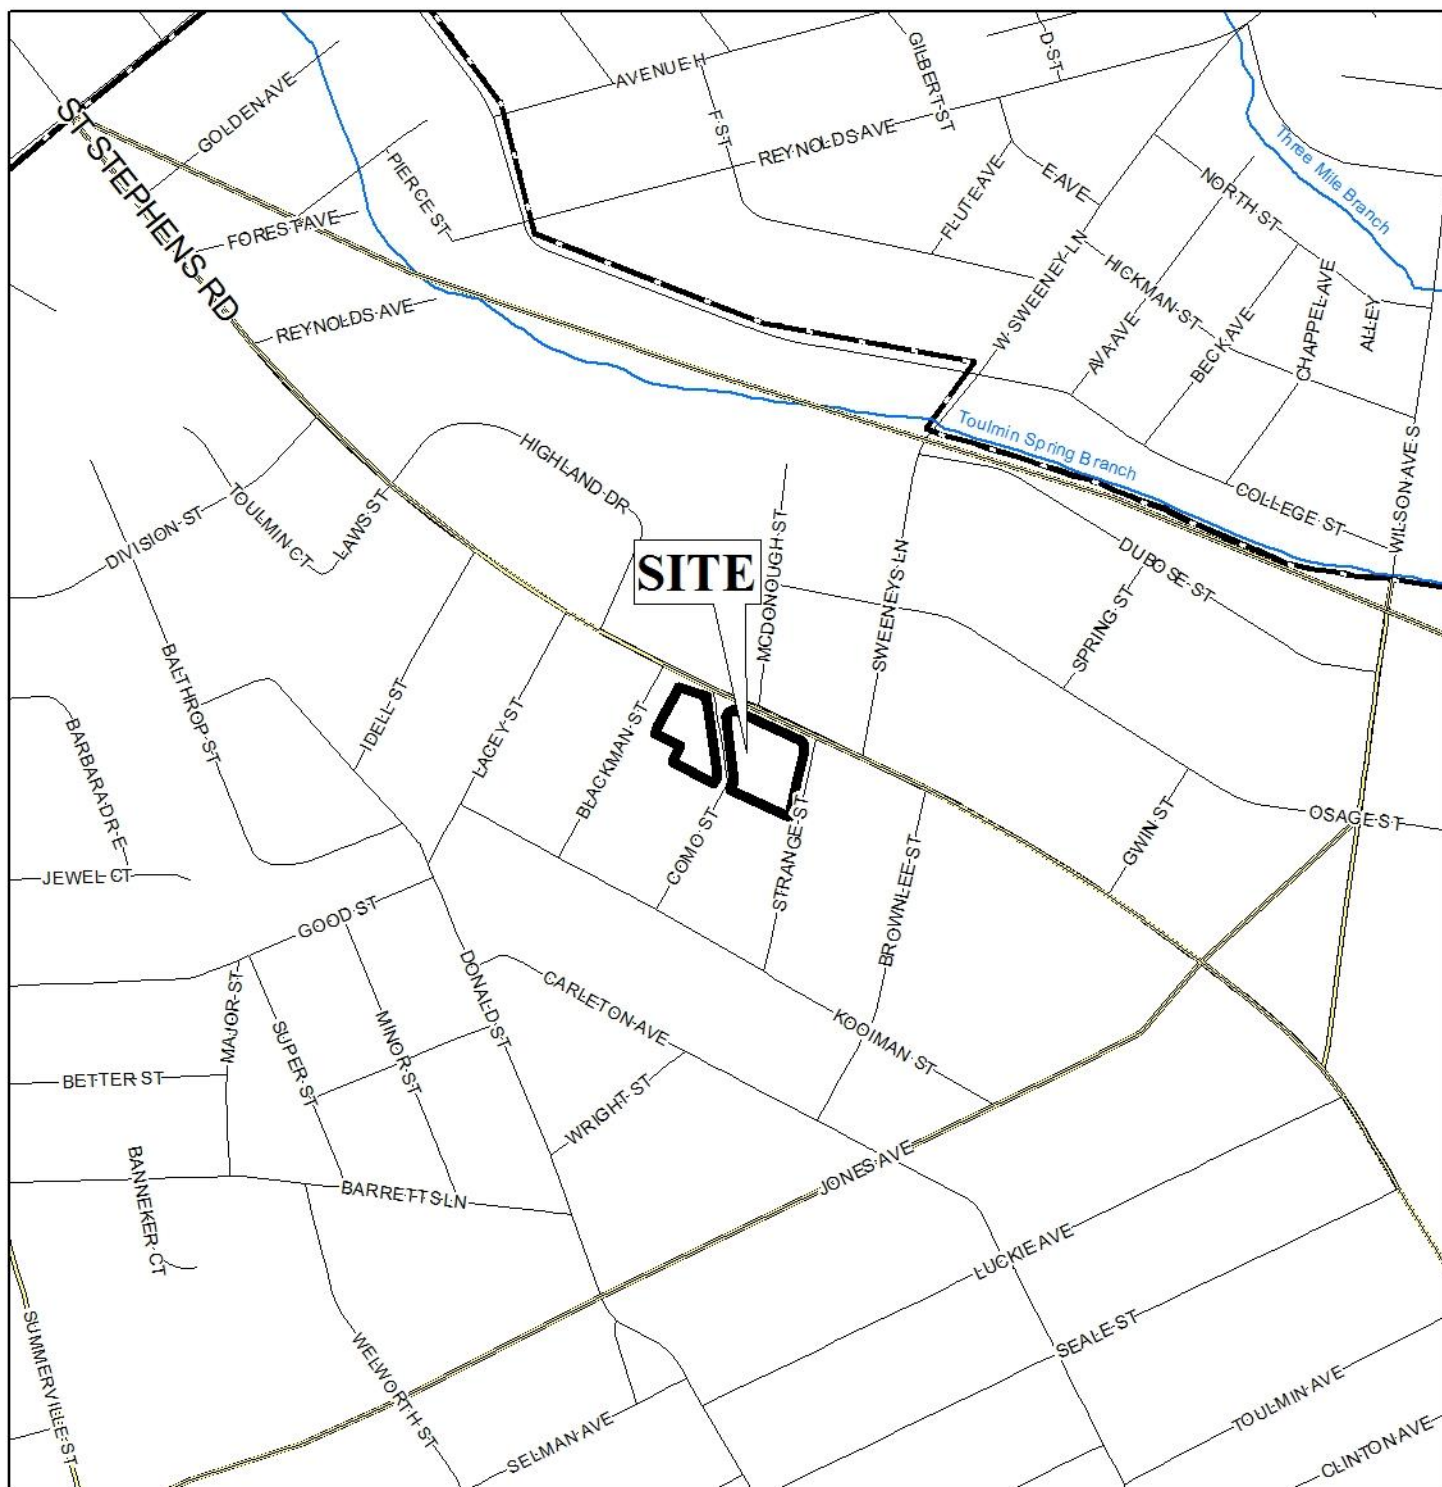 ST STEPHENS RD
GOLDEN AVE
PIERCE ST
FOREST AVE
REYNOLDS AVE
AVENUE H
F ST
GILBERT ST
D ST
REYNOLDS AVE
FLUTE AVE
E AVE
Three Mile Branch
NORTH ST
W SWEENEY LN
HICKMAN ST
AVA AVE
BECK AVE
CHAPPEL AVE
ALLEY
Toulmin Spring Branch
COLLEGE ST
WILSON AVE S
HIGHLAND DR
DIVISION ST
TOULMIN CT
LAWS ST
SITE
MCDONOUGH ST
SWEENEYS LN
DUBOSE ST
SPRING ST
BALTHROP ST
IDELL ST
LACEY ST
BLACKMAN ST
BARBARA DR E
COMO ST
STRANGE ST
BROWNLEE ST
GWIN ST
OSAGE ST
JEWEL CT
GOOD ST
DONALD ST
CARLETON AVE
KOOIMAN ST
MAJOR ST
SUPER ST
MINOR ST
BETTER ST
WRIGHT ST
BANNEKER CT
BARRETTS LN
JONES AVE
LUCKIE AVE
SUMMERVILLE ST
WELWORTH ST
SEALE ST
SELMAN AVE
TOULMIN AVE
CLINTON AVE